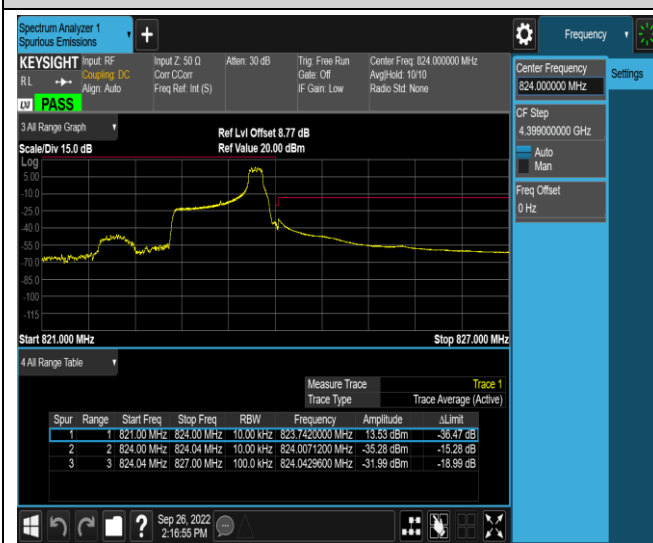 Spectrum Analyzer 1
Spurious Emissions
+
Frequency
KEYSIGHT Input: RF Input Z: 50 Ω Atten: 30 dB Trig: Free Run Center Freq: 824.000000 MHz
RL Coupling: DC Corr CCorr Gate: Off Avg|Hold: 10/10
Align: Auto Freq Ref: Int (S) IF Gain: Low Radio Std: None
PASS
Center Frequency
824.000000 MHz
Settings
CF Step
4.399000000 GHz
Auto
Man
Freq Offset
0 Hz
3 All Range Graph
Ref Lvl Offset 8.77 dB
Scale/Div 15.0 dB Ref Value 20.00 dBm
Log
5.00
-10.0
-25.0
-40.0
-55.0
-70.0
-85.0
-100
-115
Start 821.000 MHz Stop 827.000 MHz
4 All Range Table
Measure Trace Trace 1
Trace Type Trace Average (Active)
Spur Range Start Freq Stop Freq RBW Frequency Amplitude ΔLimit
1 1 821.00 MHz 824.00 MHz 10.00 kHz 823.7420000 MHz 13.53 dBm -36.47 dB
2 2 824.00 MHz 824.04 MHz 10.00 kHz 824.0071200 MHz -35.28 dBm -15.28 dB
3 3 824.04 MHz 827.00 MHz 100.0 kHz 824.0429600 MHz -31.99 dBm -18.99 dB
? Sep 26, 2022
2:16:55 PM